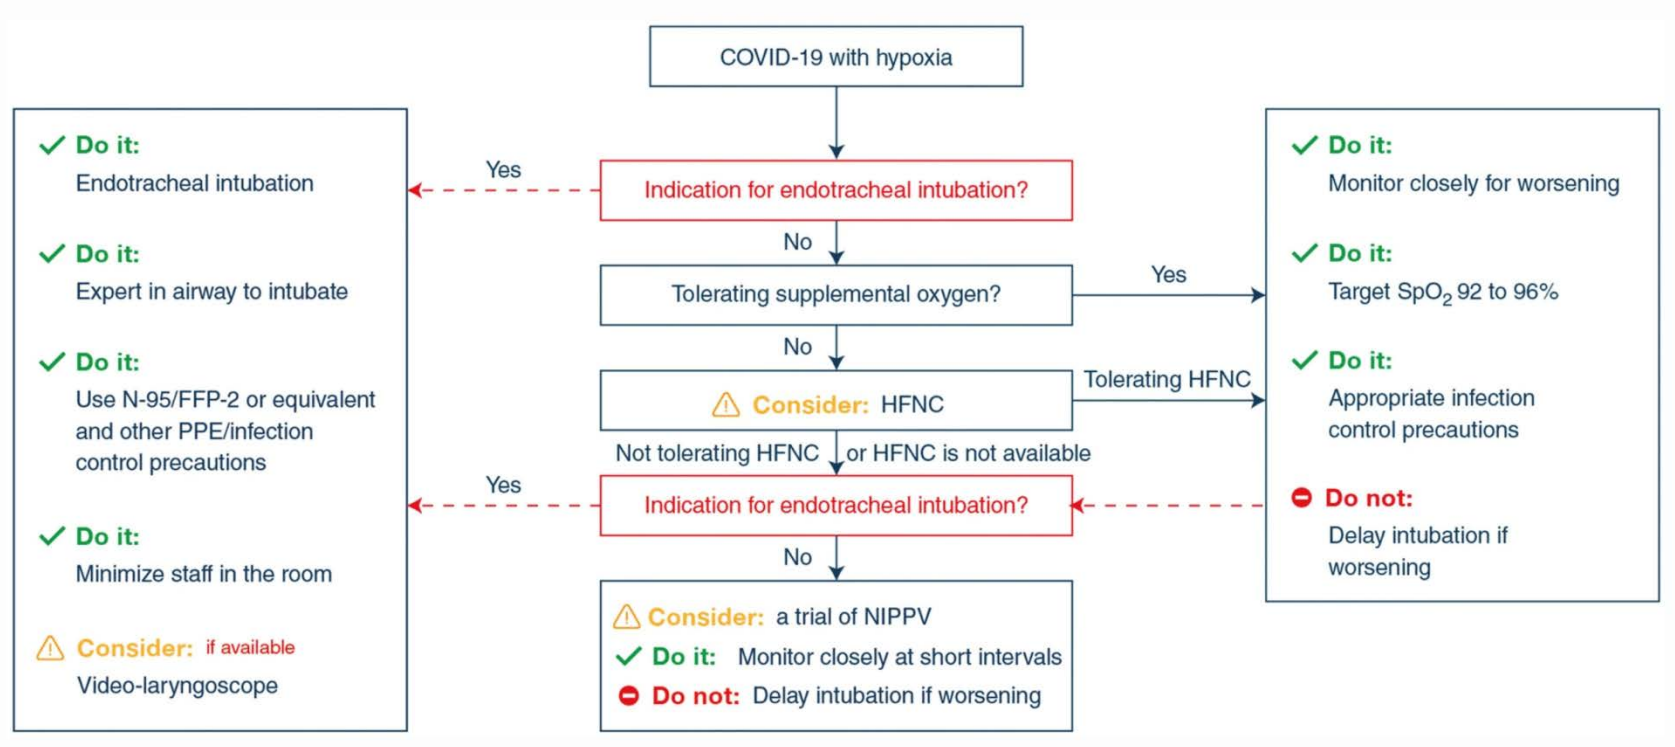 COVID-19 with hypoxia
Indication for endotracheal intubation?
Yes
No
Tolerating supplemental oxygen?
Yes
No
Consider: HFNC
Tolerating HFNC
Not tolerating HFNC or HFNC is not available
Indication for endotracheal intubation?
Yes
No
Consider: a trial of NIPPV
Do it: Monitor closely at short intervals
Do not: Delay intubation if worsening
Do it:
Endotracheal intubation
Do it:
Expert in airway to intubate
Do it:
Use N-95/FFP-2 or equivalent
and other PPE/infection
control precautions
Do it:
Minimize staff in the room
Consider: if available
Video-laryngoscope
Do it:
Monitor closely for worsening
Do it:
Target SpO₂ 92 to 96%
Do it:
Appropriate infection
control precautions
Do not:
Delay intubation if
worsening